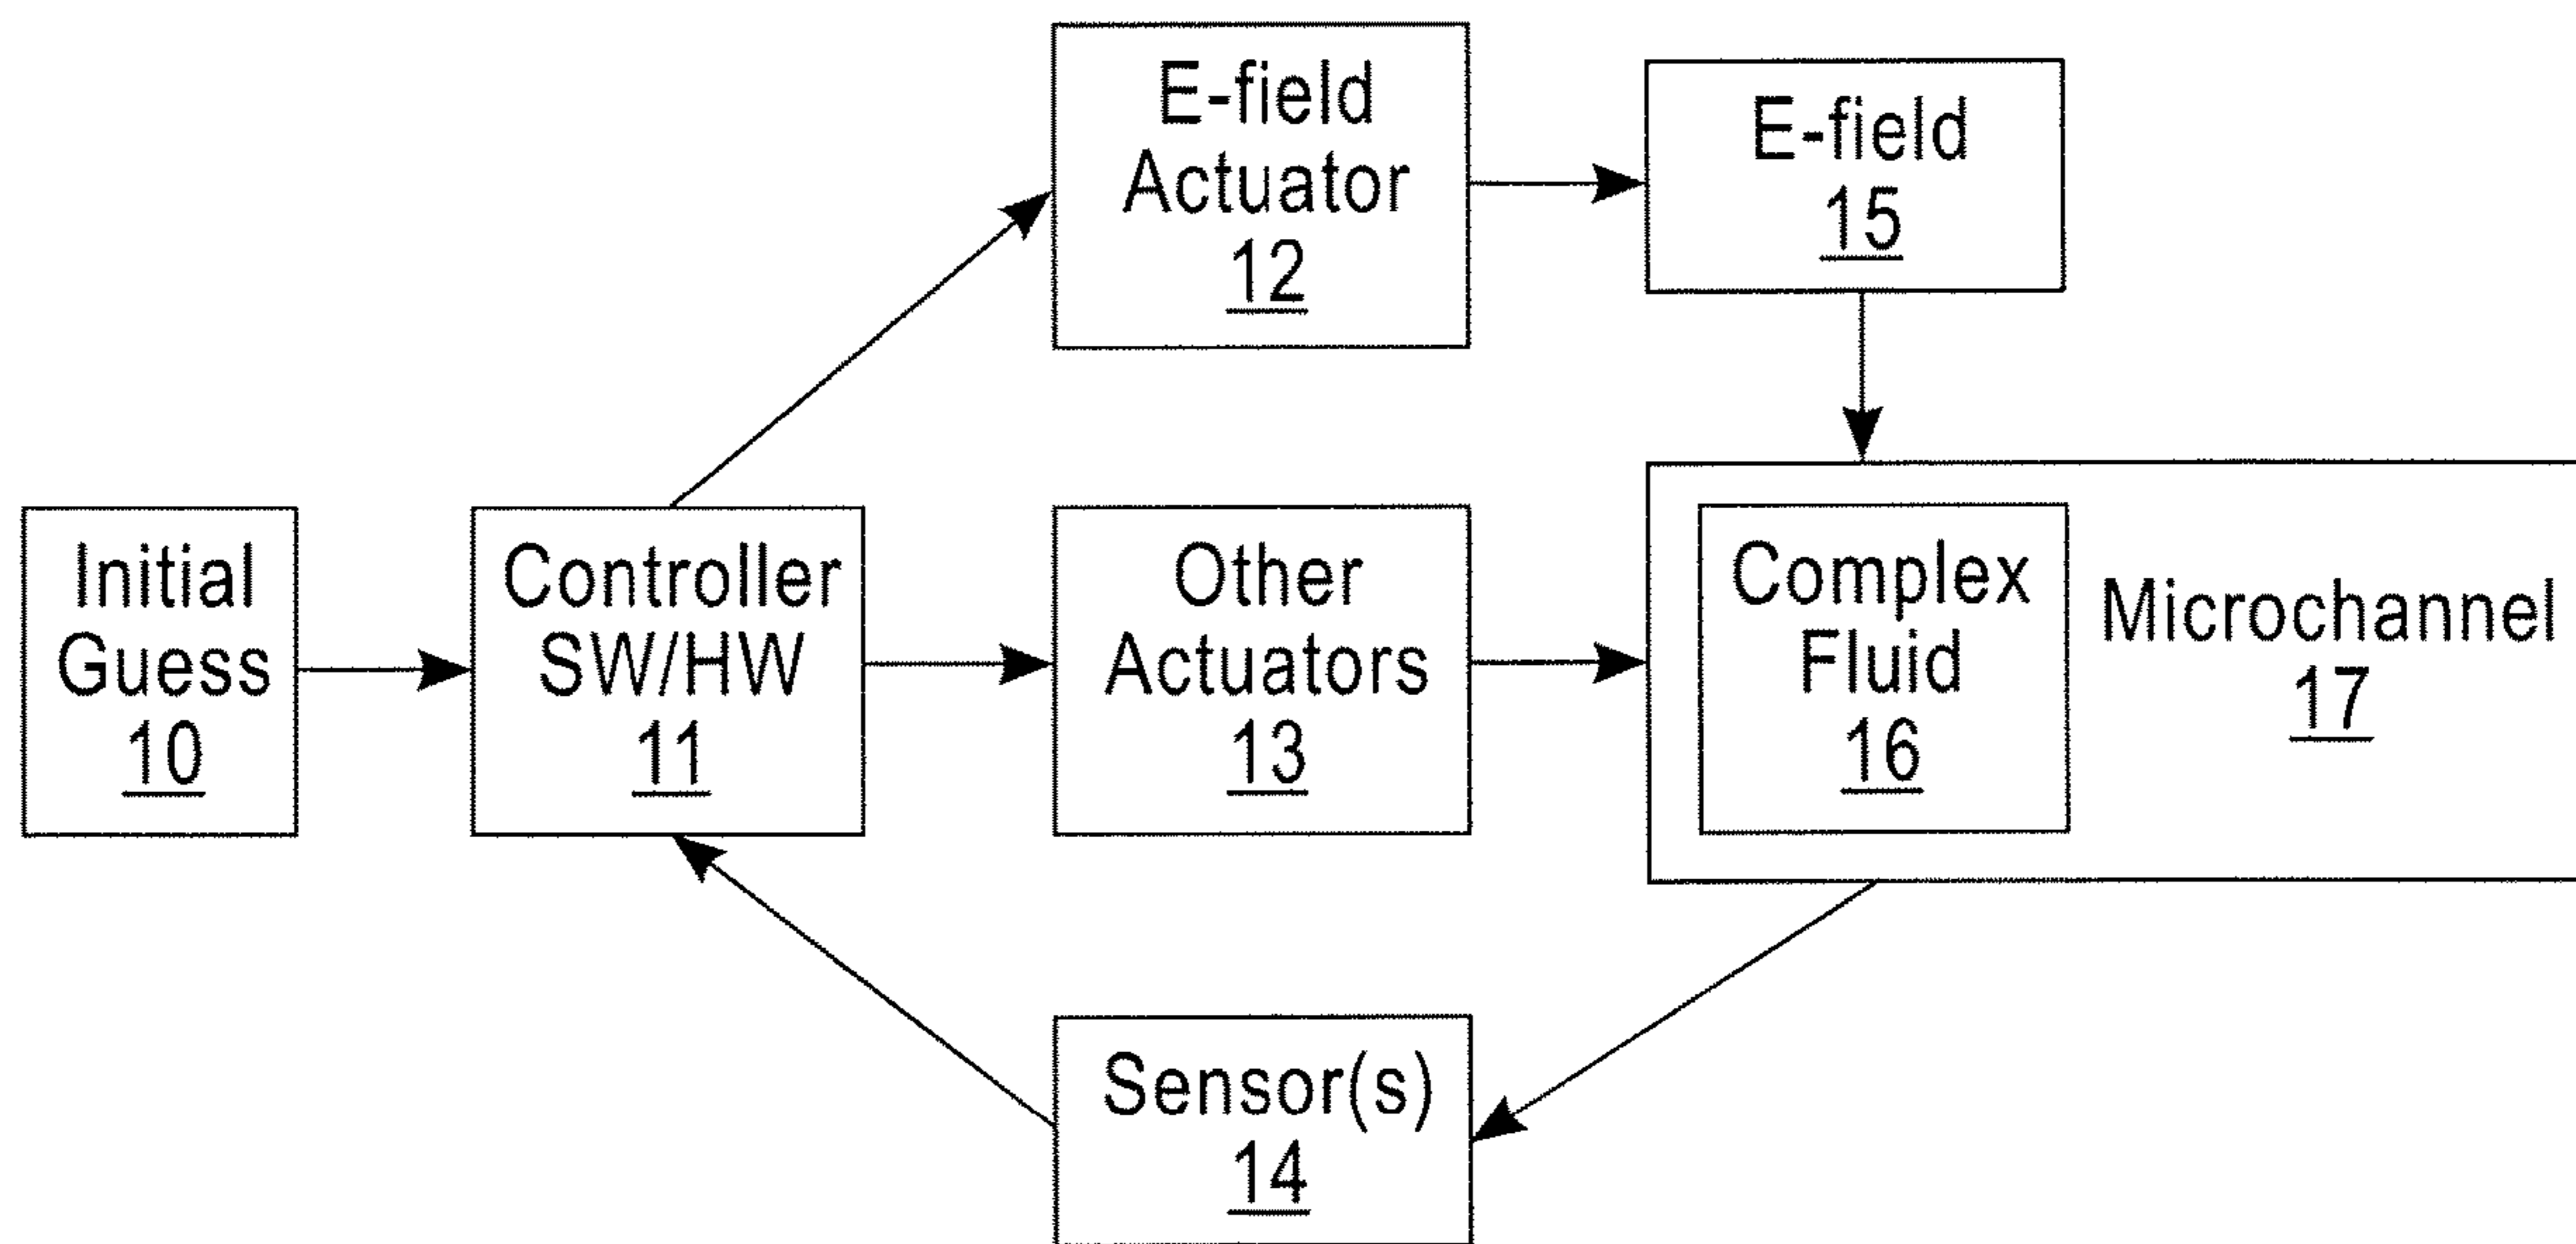 E-field
Actuator
12
E-field
15
Initial
Guess
10
Controller
SW/HW
11
Other
Actuators
13
Complex
Fluid
16
Microchannel
17
Sensor(s)
14